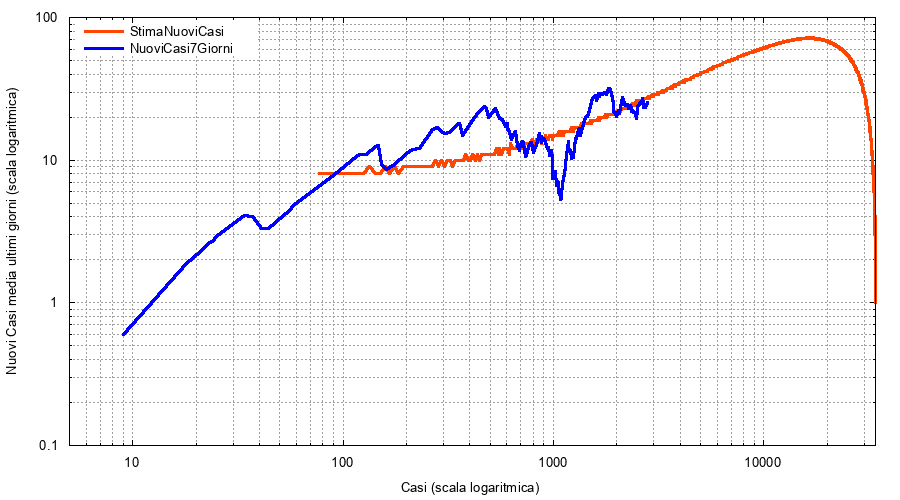 100
StimaNuoviCasi
NuoviCasi7Giorni
10
1
0.1
Nuovi Casi media ultimi giorni (scala logaritmica)
10
100
1000
10000
Casi (scala logaritmica)